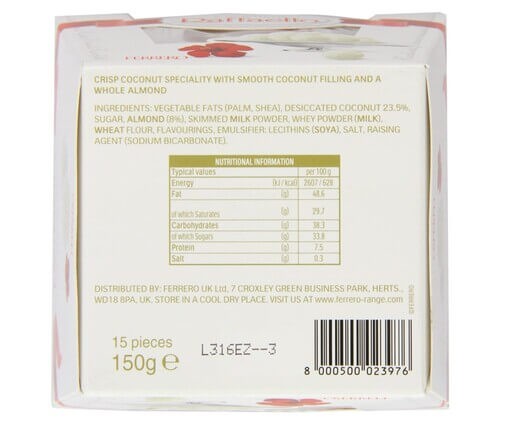 Raffaello
FERRERO
CRISP COCONUT SPECIALITY WITH SMOOTH COCONUT FILLING AND A
WHOLE ALMOND
INGREDIENTS: VEGETABLE FATS (PALM, SHEA), DESICCATED COCONUT 23.5%,
SUGAR, ALMOND (8%), SKIMMED MILK POWDER, WHEY POWDER (MILK),
WHEAT FLOUR, FLAVOURINGS, EMULSIFIER: LECITHINS (SOYA), SALT, RAISING
AGENT (SODIUM BICARBONATE).
NUTRITIONAL INFORMATION
Typical values per 100 g
Energy (kJ / kcal) 2607 / 628
Fat (g) 48.6
of which Saturates (g) 29.7
Carbohydrates (g) 38.3
of which Sugars (g) 33.8
Protein (g) 7.5
Salt (g) 0.3
DISTRIBUTED BY: FERRERO UK Ltd, 7 CROXLEY GREEN BUSINESS PARK, HERTS.,
WD18 8PA, UK. STORE IN A COOL DRY PLACE. VISIT US AT www.ferrero-range.com
©FERRERO
15 pieces
150g e
L316EZ--3
8 000500 023976
FERRERO